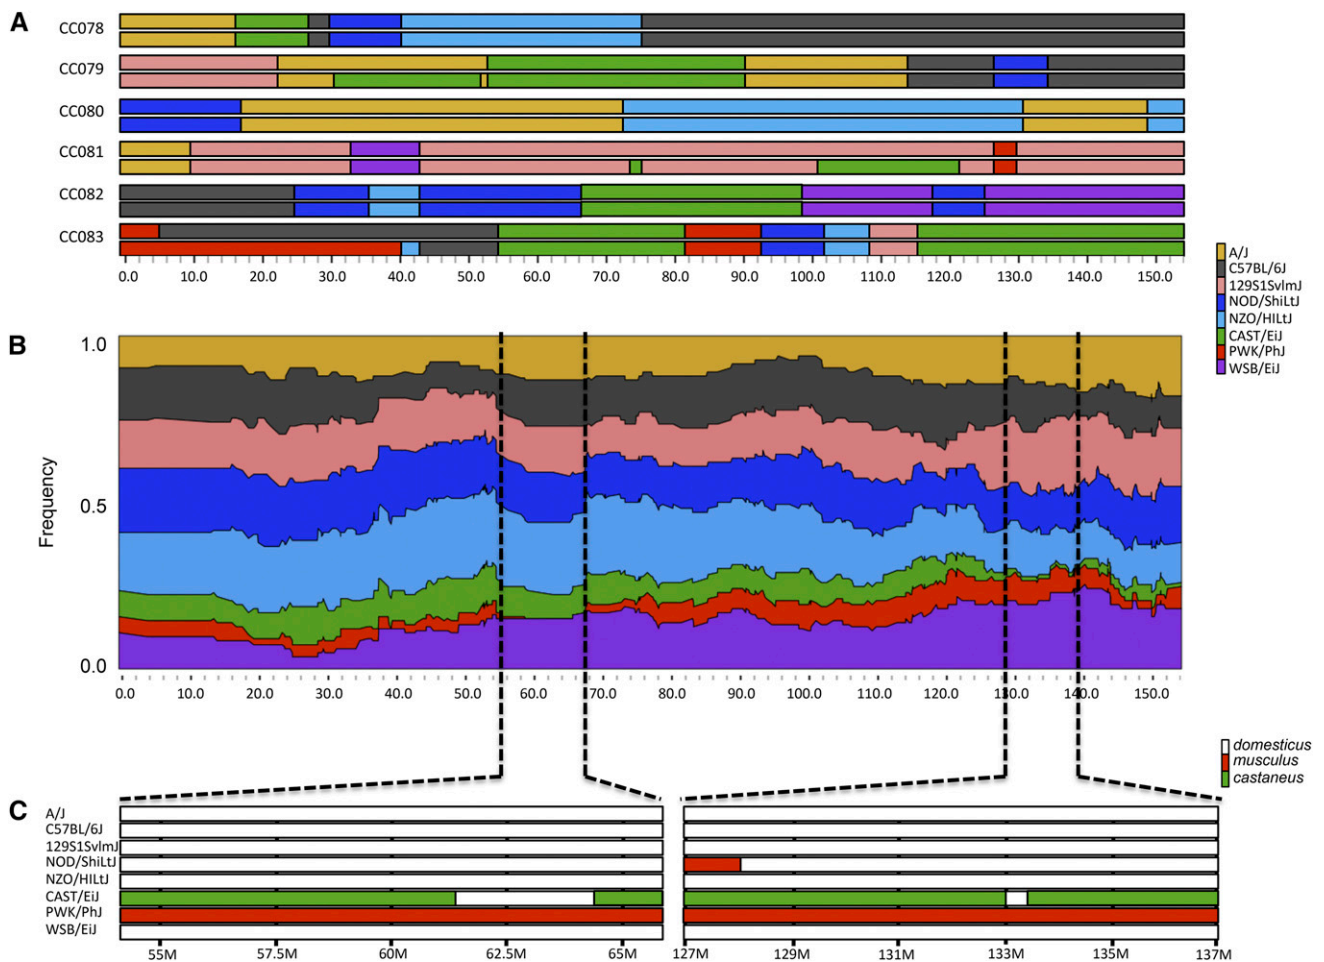 A
CC078
CC079
CC080
CC081
CC082
CC083
0.0 10.0 20.0 30.0 40.0 50.0 60.0 70.0 80.0 90.0 100.0 110.0 120.0 130.0 140.0 150.0
A/J
C57BL/6J
129S1SvlmJ
NOD/ShiLtJ
NZO/HILtJ
CAST/EiJ
PWK/PhJ
WSB/EiJ
B
1.0
0.5
0.0
Frequency
0.0 10.0 20.0 30.0 40.0 50.0 60.0 70.0 80.0 90.0 100.0 110.0 120.0 130.0 140.0 150.0
domesticus
musculus
castaneus
C
A/J
C57BL/6J
129S1SvlmJ
NOD/ShiLtJ
NZO/HILtJ
CAST/EiJ
PWK/PhJ
WSB/EiJ
55M 57.5M 60M 62.5M 65M 127M 129M 131M 133M 135M 137M